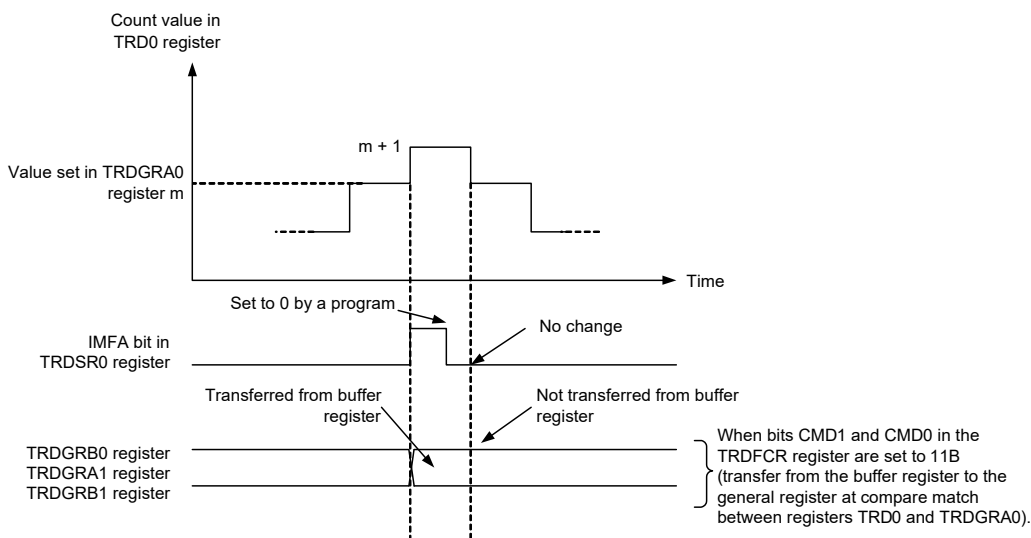 Count value in
TRD0 register
m + 1
Value set in TRDGRA0
register m
Time
Set to 0 by a program
No change
IMFA bit in
TRDSR0 register
Transferred from buffer
register
Not transferred from buffer
register
TRDGRB0 register
TRDGRA1 register
TRDGRB1 register
When bits CMD1 and CMD0 in the
TRDFCR register are set to 11B
(transfer from the buffer register to the
general register at compare match
between registers TRD0 and TRDGRA0).